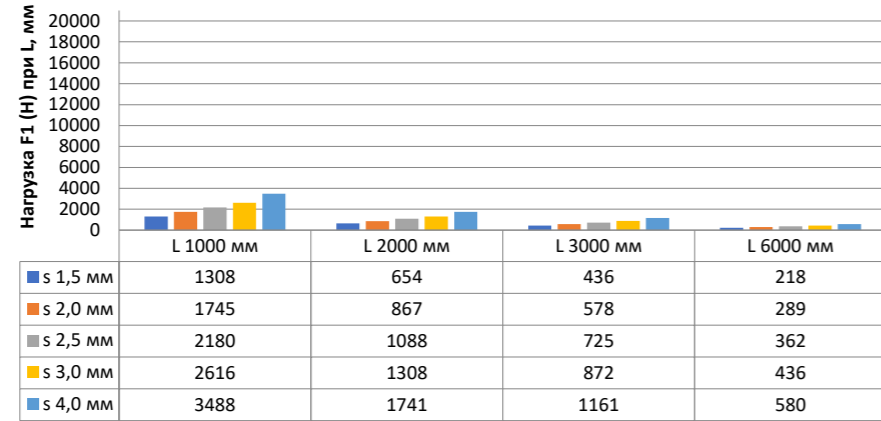 Нагрузка F1 (Н) при L, мм
20000
18000
16000
14000
12000
10000
8000
6000
4000
2000
0
L 1000 мм L 2000 мм L 3000 мм L 6000 мм
s 1,5 мм 1308 654 436 218
s 2,0 мм 1745 867 578 289
s 2,5 мм 2180 1088 725 362
s 3,0 мм 2616 1308 872 436
s 4,0 мм 3488 1741 1161 580